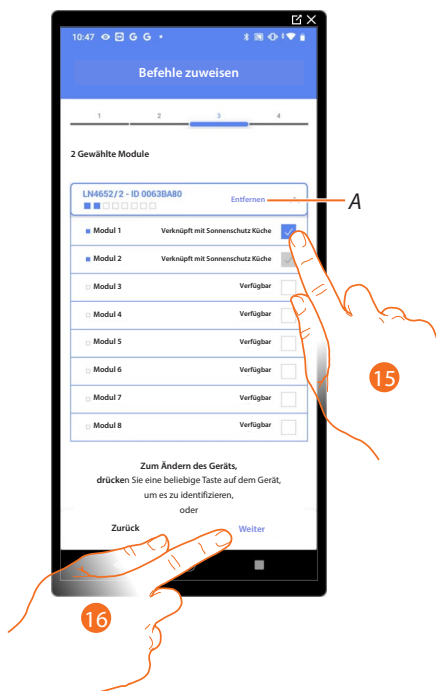 10:47 G G
Befehle zuweisen
1 2 3 4
2 Gewählte Module
LN4652/2 - ID 0063BA80
Entfernen
A
Modul 1 Verknüpft mit Sonnenschutz Küche
Modul 2 Verknüpft mit Sonnenschutz Küche
Modul 3 Verfügbar
Modul 4 Verfügbar
Modul 5 Verfügbar
Modul 6 Verfügbar
Modul 7 Verfügbar
Modul 8 Verfügbar
15
Zum Ändern des Geräts,
drücken Sie eine beliebige Taste auf dem Gerät,
um es zu identifizieren,
oder
Zurück Weiter
16